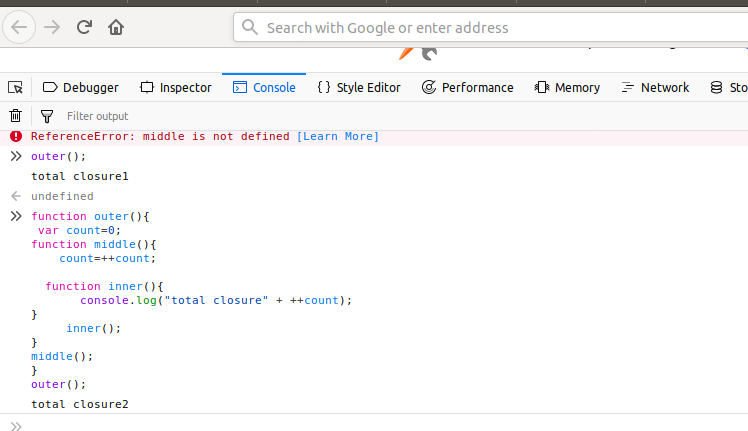 Search with Google or enter address
Debugger Inspector Console Style Editor Performance Memory Network Sto
Filter output
ReferenceError: middle is not defined [Learn More]
outer();
total closure1
undefined
function outer(){
var count=0;
function middle(){
count=++count;
function inner(){
console.log("total closure" + ++count);
}
inner();
}
middle();
}
outer();
total closure2